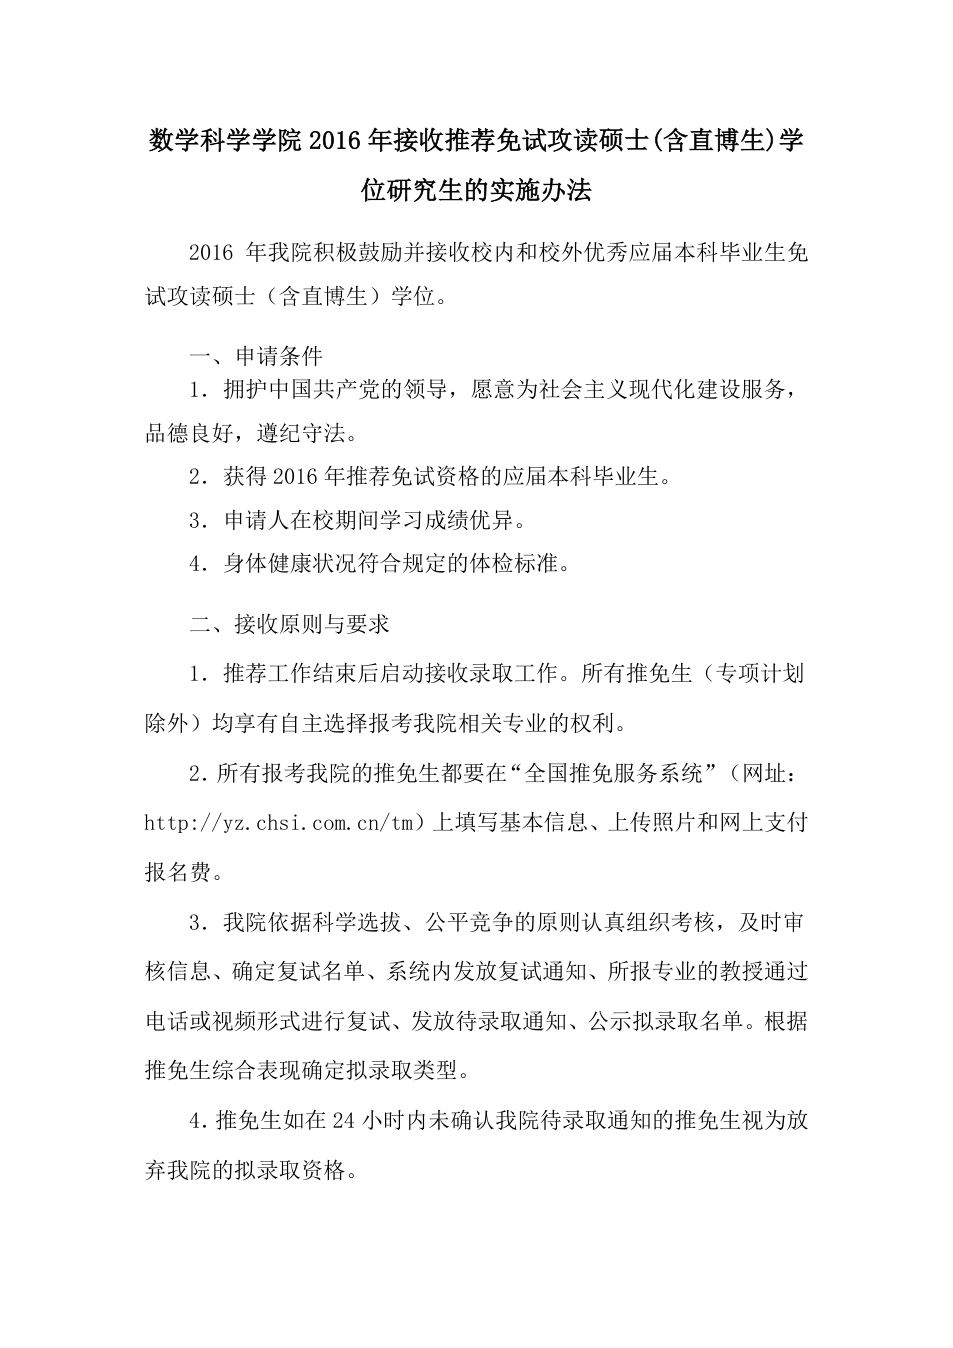 数学科学学院 2016 年接收推荐免试攻读硕士(含直博生)学
位研究生的实施办法
2016 年我院积极鼓励并接收校内和校外优秀应届本科毕业生免
试攻读硕士（含直博生）学位。
一、申请条件
1．拥护中国共产党的领导，愿意为社会主义现代化建设服务，
品德良好，遵纪守法。
2．获得 2016 年推荐免试资格的应届本科毕业生。
3．申请人在校期间学习成绩优异。
4．身体健康状况符合规定的体检标准。
二、接收原则与要求
1．推荐工作结束后启动接收录取工作。所有推免生（专项计划
除外）均享有自主选择报考我院相关专业的权利。
2．所有报考我院的推免生都要在“全国推免服务系统”（网址：
http://yz.chsi.com.cn/tm）上填写基本信息、上传照片和网上支付
报名费。
3．我院依据科学选拔、公平竞争的原则认真组织考核，及时审
核信息、确定复试名单、系统内发放复试通知、所报专业的教授通过
电话或视频形式进行复试、发放待录取通知、公示拟录取名单。根据
推免生综合表现确定拟录取类型。
4．推免生如在 24 小时内未确认我院待录取通知的推免生视为放
弃我院的拟录取资格。